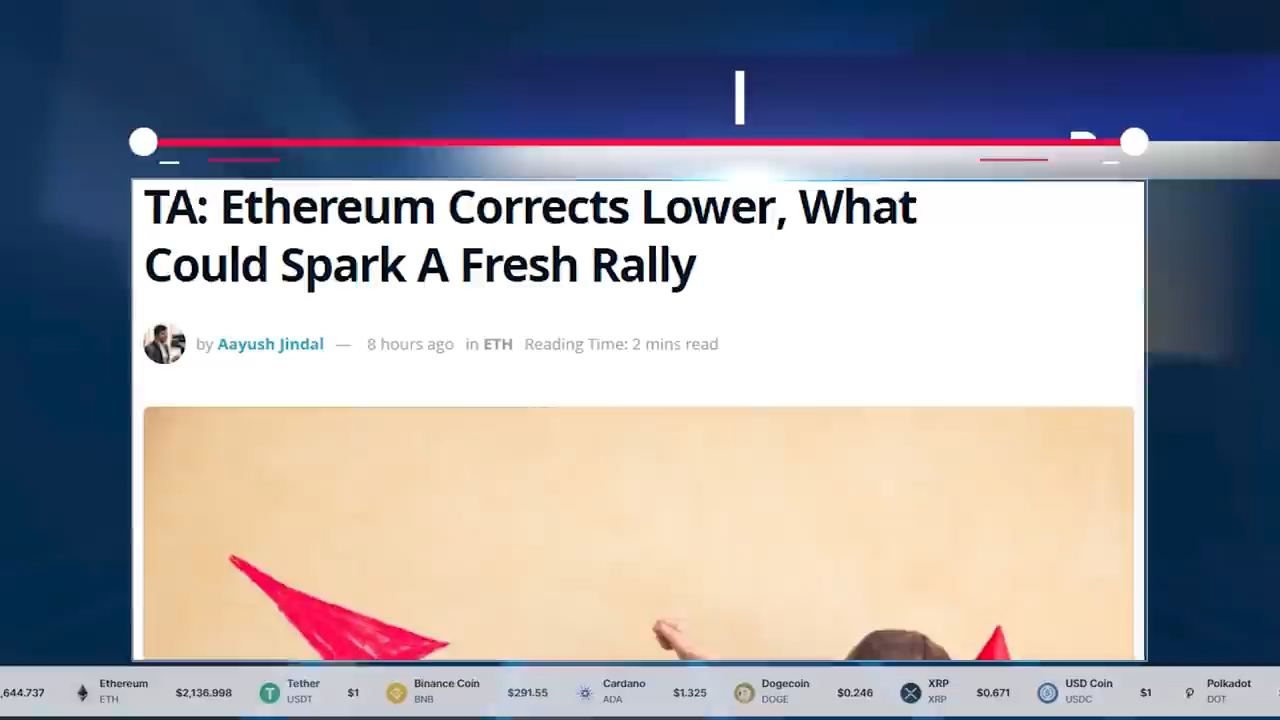 TA: Ethereum Corrects Lower, What
Could Spark A Fresh Rally
by Aayush Jindal — 8 hours ago in ETH Reading Time: 2 mins read
,644.737 Ethereum ETH $2,136.998 Tether USDT $1 Binance Coin BNB $291.55 Cardano ADA $1.325 Dogecoin DOGE $0.246 XRP XRP $0.671 USD Coin USDC $1 Polkadot DOT